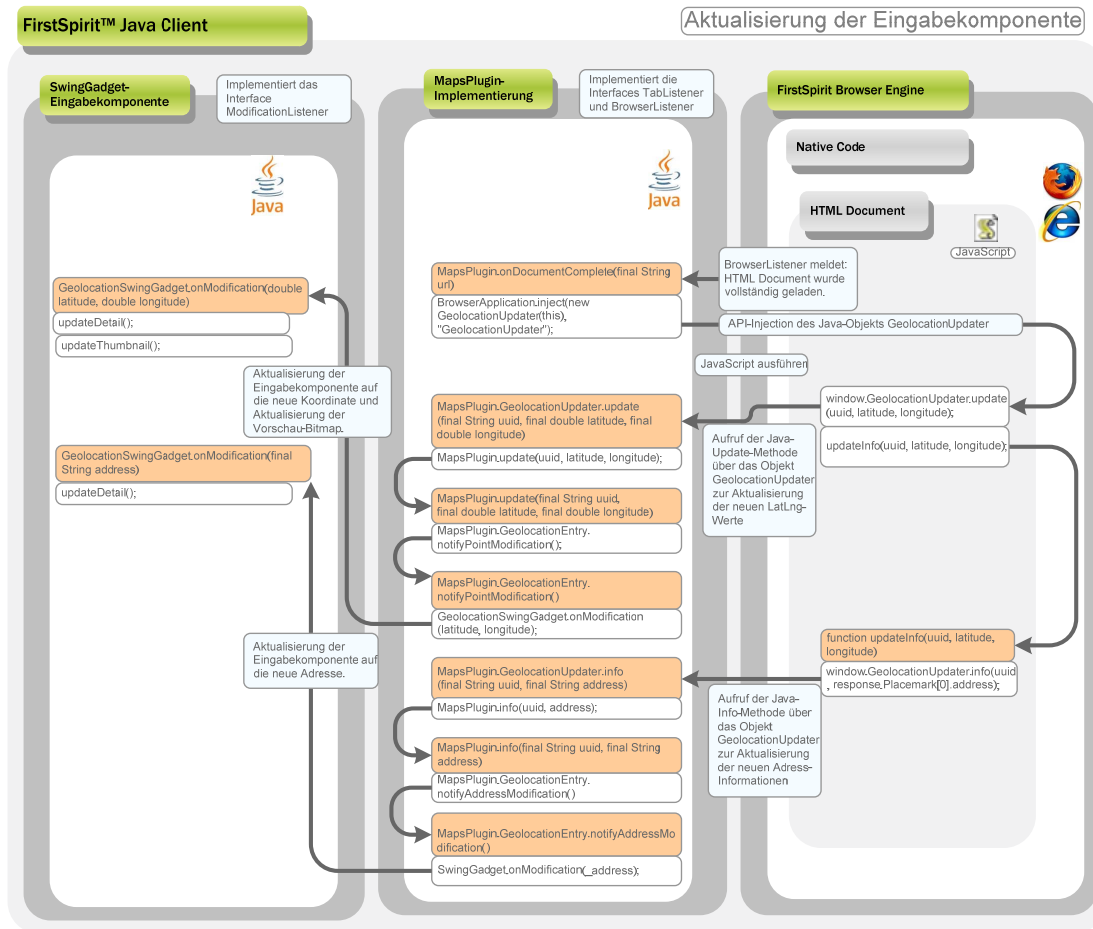 FirstSpirit™ Java Client
Aktualisierung der Eingabekomponente
SwingGadget-
Eingabekomponente
Implementiert das
Interface
ModificationListener
Java
GeolocationSwingGadget.onModification(double
latitude, double longitude)
updateDetail();
updateThumbnail();
Aktualisierung der
Eingabekomponente auf
die neue Koordinate und
Aktualisierung der
Vorschau-Bitmap.
GeolocationSwingGadget.onModification(final
String address)
updateDetail();
Aktualisierung der
Eingabekomponente auf
die neue Adresse.
MapsPlugin-
Implementierung
Implementiert die
Interfaces TabListener
und BrowserListener
Java
MapsPlugin.onDocumentComplete(final String
url)
BrowserApplication.inject(new
GeolocationUpdater(this),
"GeolocationUpdater");
MapsPlugin.GeolocationUpdater.update
(final String uuid, final double latitude, final
double longitude)
MapsPlugin.update(uuid, latitude, longitude);
MapsPlugin.update(final String uuid,
final double latitude, final double longitude)
MapsPlugin.GeolocationEntry.
notifyPointModification();
MapsPlugin.GeolocationEntry.
notifyPointModification()
GeolocationSwingGadget.onModification
(latitude, longitude);
MapsPlugin.GeolocationUpdater.info
(final String uuid, final String address)
MapsPlugin.info(uuid, address);
MapsPlugin.info(final String uuid, final String
address)
MapsPlugin.GeolocationEntry.
notifyAddressModification()
MapsPlugin.GeolocationEntry.notifyAddressMo
dification()
SwingGadget.onModification(_address);
FirstSpirit Browser Engine
Native Code
HTML Document
JavaScript
BrowserListener meldet:
HTML Document wurde
vollständig geladen.
API-Injection des Java-Objekts GeolocationUpdater
JavaScript ausführen
window.GeolocationUpdater.update
(uuid, latitude, longitude);
updateInfo(uuid, latitude, longitude);
Aufruf der Java-
Update-Methode
über das Objekt
GeolocationUpdater
zur Aktualisierung
der neuen LatLng-
Werte
function updateInfo(uuid, latitude,
longitude)
window.GeolocationUpdater.info(uuid
, response.Placemark[0].address);
Aufruf der Java-
Info-Methode über
das Objekt
GeolocationUpdater
zur Aktualisierung
der neuen Adress-
Informationen